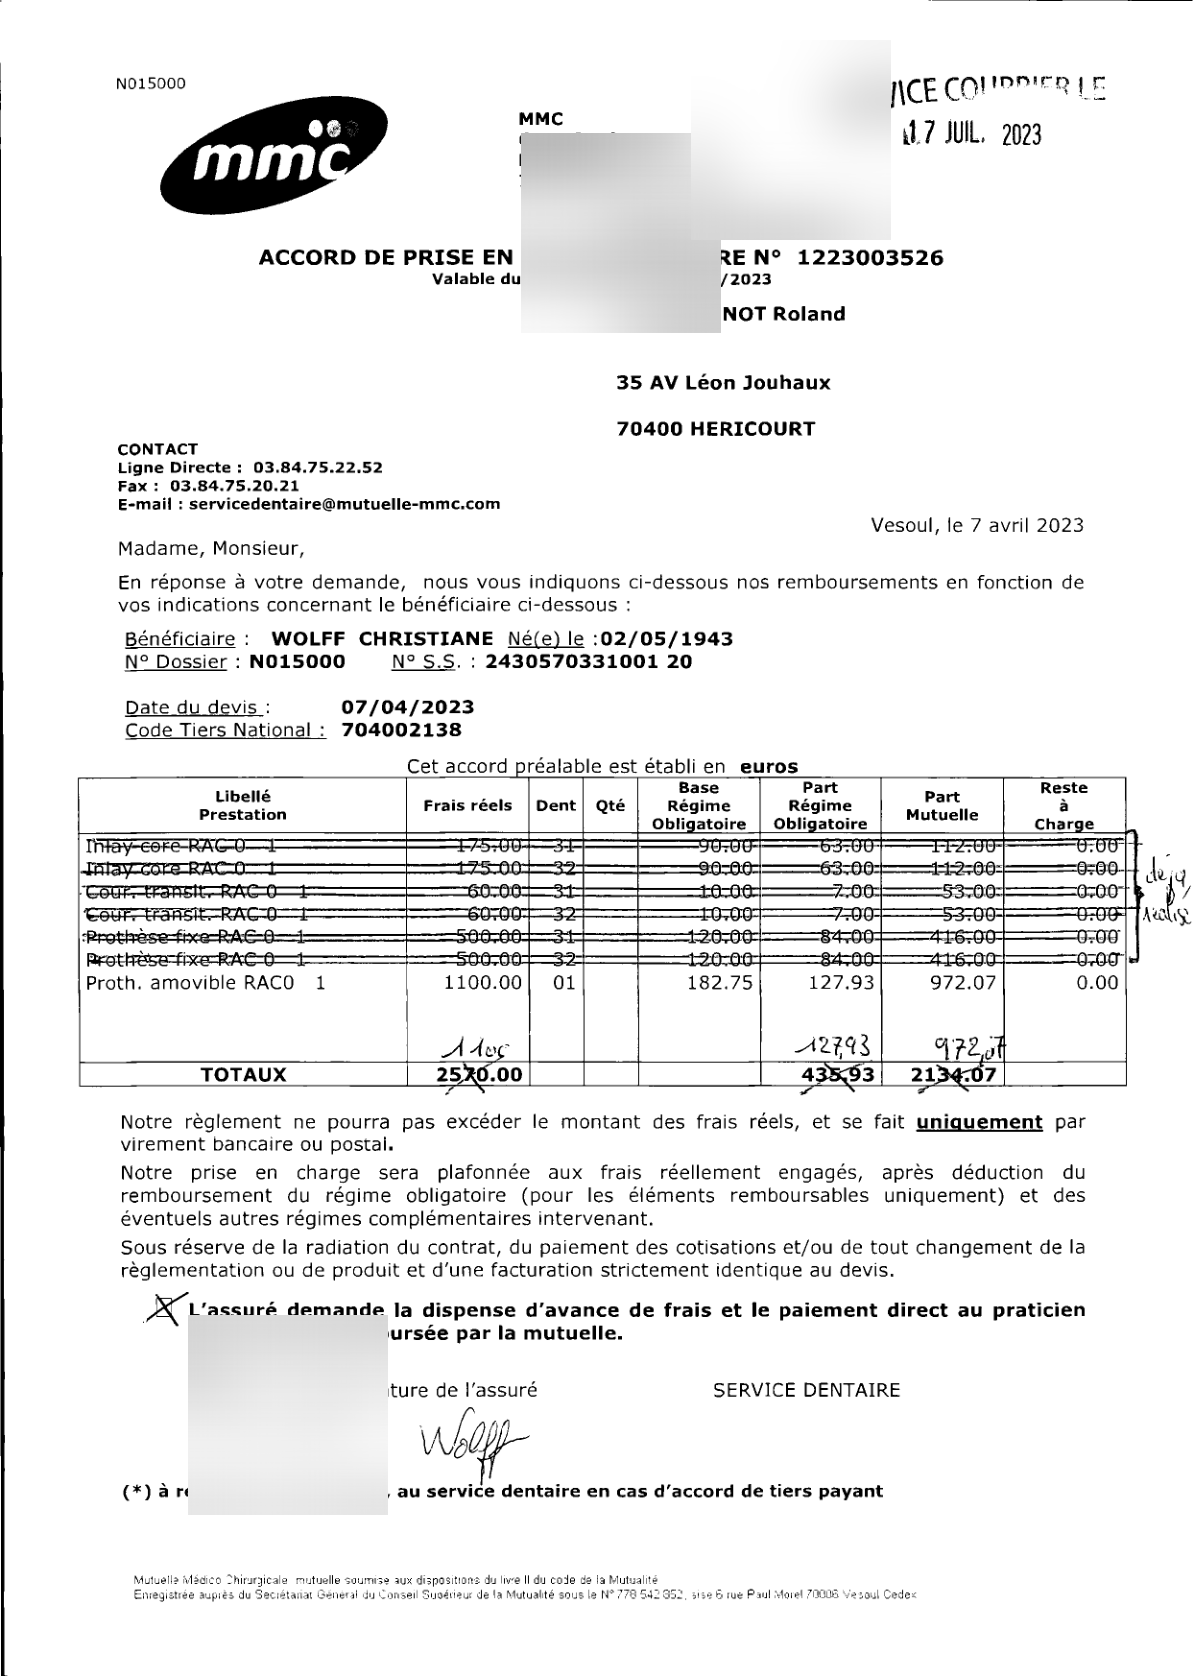 N015000
mmc
MMC
COURRIER LE
17 JUIL. 2023
ACCORD DE PRISE EN N° 1223003526
Valable du /2023
NOT Roland
35 AV Léon Jouhaux
70400 HERICOURT
CONTACT
Ligne Directe : 03.84.75.22.52
Fax : 03.84.75.20.21
E-mail : servicedentaire@mutuelle-mmc.com
Vesoul, le 7 avril 2023
Madame, Monsieur,
En réponse à votre demande, nous vous indiquons ci-dessous nos remboursements en fonction de
vos indications concernant le bénéficiaire ci-dessous :
Bénéficiaire : WOLFF CHRISTIANE Né(e) le :02/05/1943
N° Dossier : N015000 N° S.S. : 2430570331001 20
Date du devis : 07/04/2023
Code Tiers National : 704002138
Cet accord préalable est établi en euros
Libellé Prestation Frais réels Dent Qté Base Régime Obligatoire Part Régime Obligatoire Part Mutuelle Reste à Charge
Inlay core RAC 0 1 175.00 31 90.00 63.00 112.00 0.00
Inlay core RAC 0 1 175.00 32 90.00 63.00 112.00 0.00
Cour. transit. RAC 0 1 60.00 31 10.00 7.00 53.00 0.00
Cour. transit. RAC 0 1 60.00 32 10.00 7.00 53.00 0.00
Prothèse fixe RAC 0 1 500.00 31 120.00 84.00 416.00 0.00
Prothèse fixe RAC 0 1 500.00 32 120.00 84.00 416.00 0.00
déjà
réalisé
Proth. amovible RAC0 1 1100.00 01 182.75 127.93 972.07 0.00
1100 127,93 972,07
TOTAUX 2570.00 435.93 2134.07
Notre règlement ne pourra pas excéder le montant des frais réels, et se fait uniquement par
virement bancaire ou postal.
Notre prise en charge sera plafonnée aux frais réellement engagés, après déduction du
remboursement du régime obligatoire (pour les éléments remboursables uniquement) et des
éventuels autres régimes complémentaires intervenant.
Sous réserve de la radiation du contrat, du paiement des cotisations et/ou de tout changement de la
règlementation ou de produit et d'une facturation strictement identique au devis.
L'assuré demande la dispense d'avance de frais et le paiement direct au praticien
ursée par la mutuelle.
ture de l'assuré SERVICE DENTAIRE
Wolff
(*) à re , au service dentaire en cas d'accord de tiers payant
Mutuelle Médico Chirurgicale mutuelle soumise aux dispositions du livre II du code de la Mutualité
Enregistrée auprès du Secrétariat Général du Conseil Supérieur de la Mutualité sous le N° 778 542 852, sise 6 rue Paul Morel 70006 Vesoul Cedex